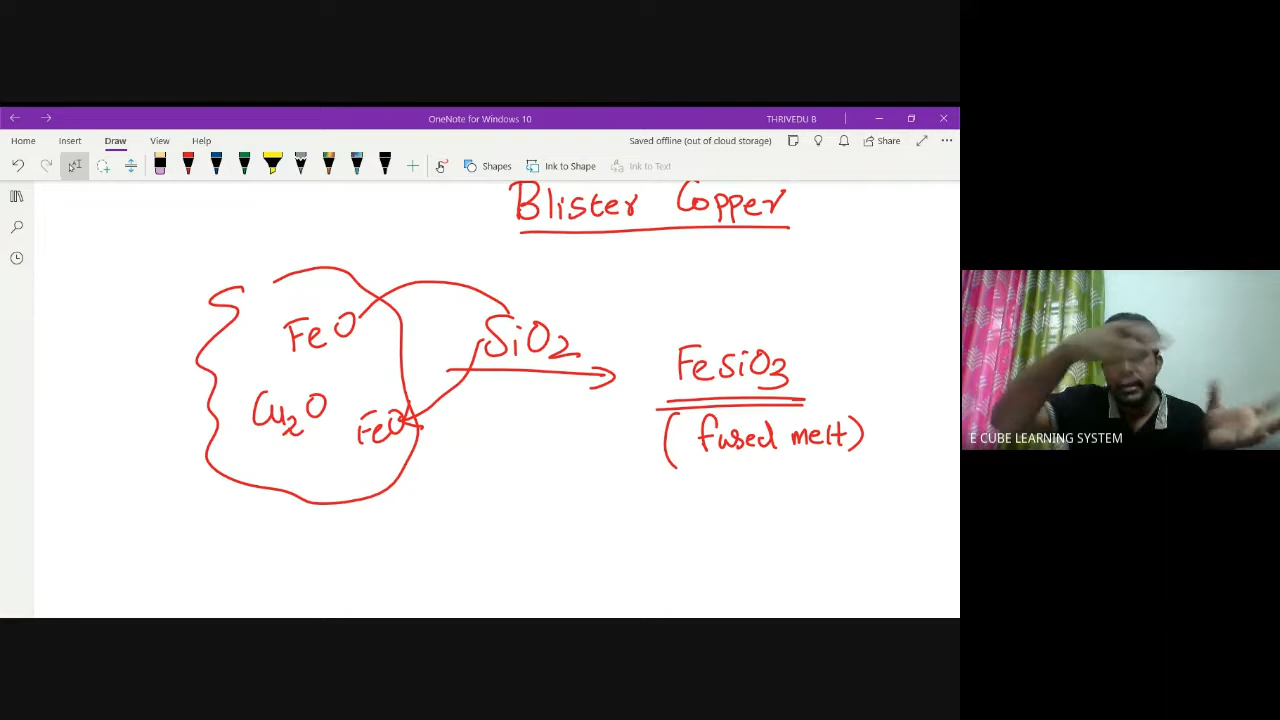 OneNote for Windows 10
THRIVEDU B
Home Insert Draw View Help
Saved offline (out of cloud storage)
Share
Shapes
Ink to Shape
Ink to Text
Blister Copper
FeO
SiO2
FeSiO3
Cu2O
FeO
(fused melt)
E CUBE LEARNING SYSTEM